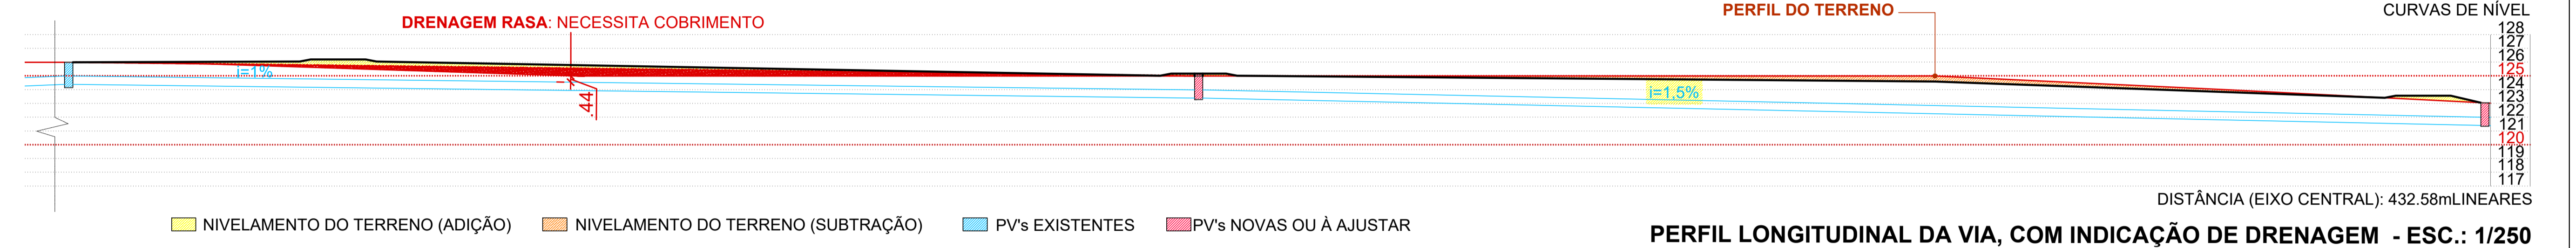 DRENAGEM RASA: NECESSITA COBRIMENTO
PERFIL DO TERRENO
CURVAS DE NÍVEL
128
127
126
125
124
123
122
121
120
119
118
117
i=1%
.44
i=1,5%
DISTÂNCIA (EIXO CENTRAL): 432.58mLINEARES
NIVELAMENTO DO TERRENO (ADIÇÃO)
NIVELAMENTO DO TERRENO (SUBTRAÇÃO)
PV's EXISTENTES
PV's NOVAS OU À AJUSTAR
PERFIL LONGITUDINAL DA VIA, COM INDICAÇÃO DE DRENAGEM - ESC.: 1/250